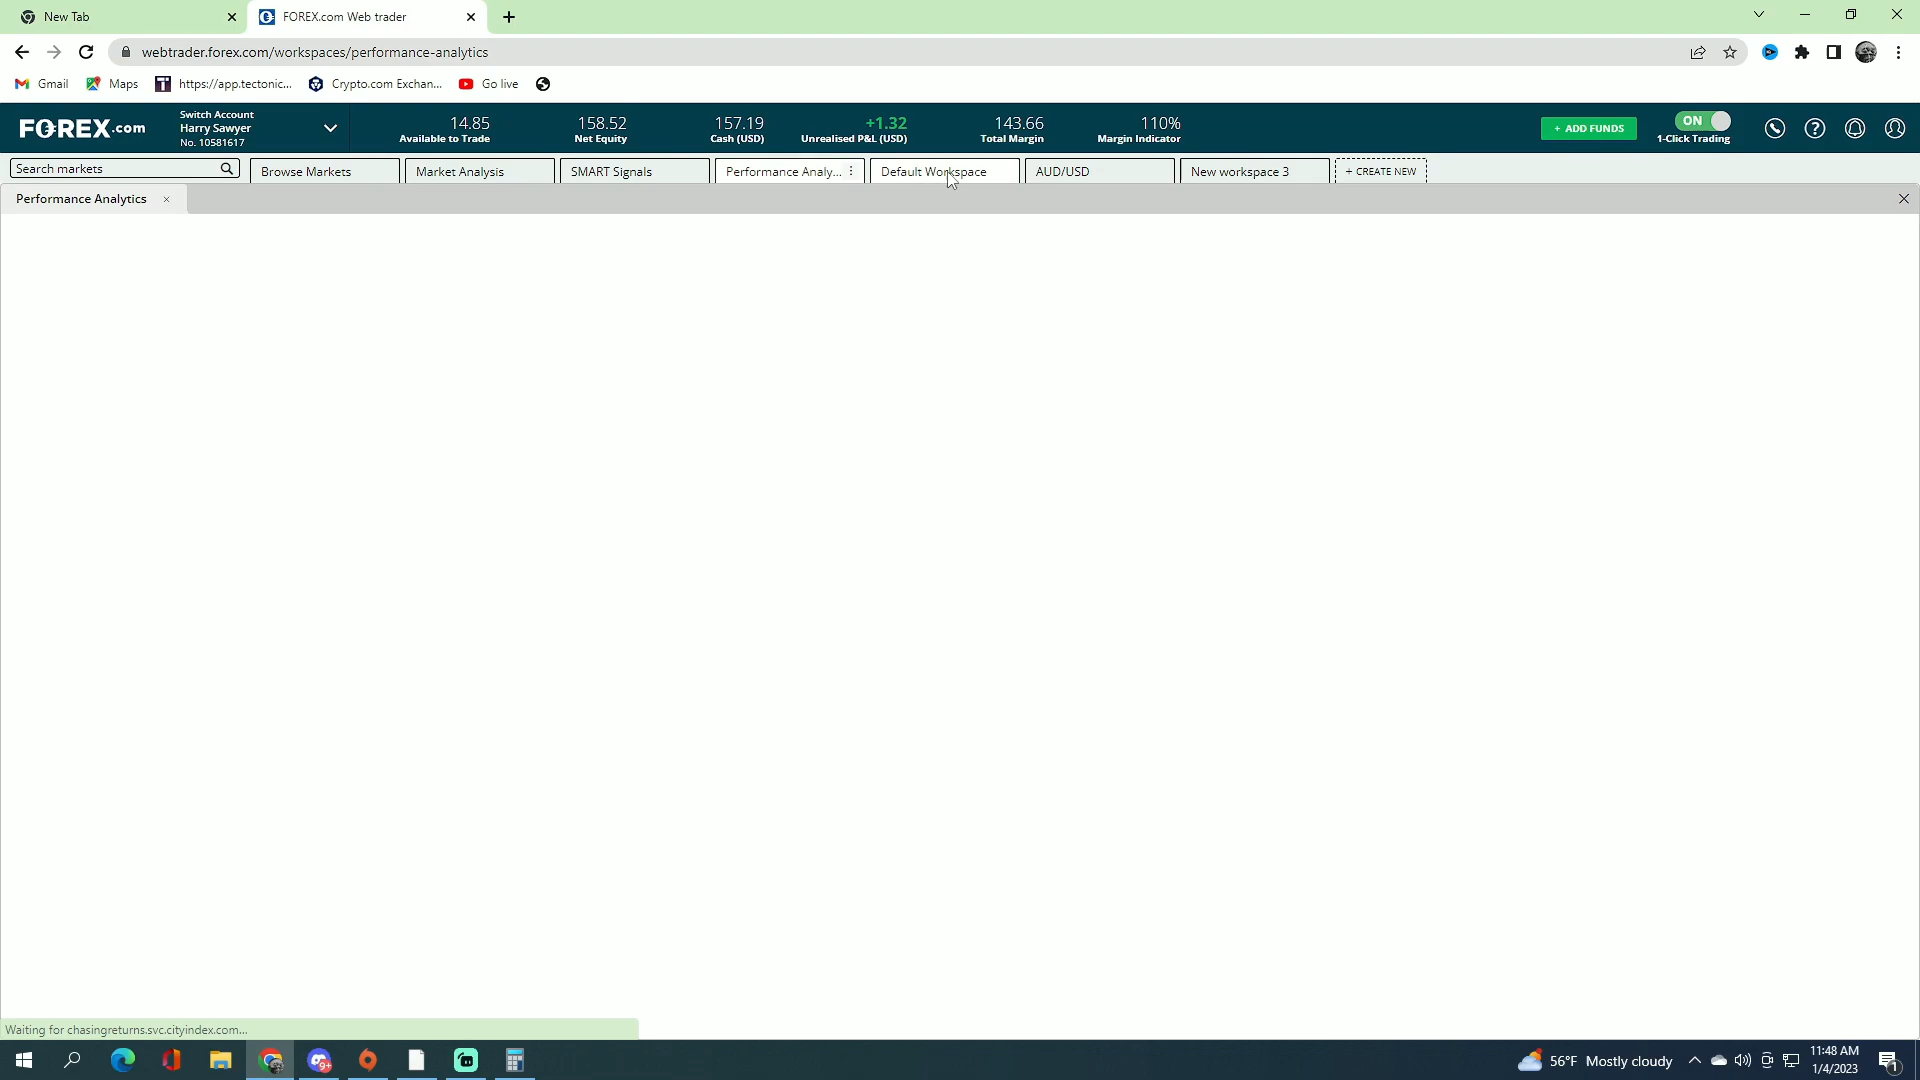 New Tab
FOREX.com Web trader
webtrader.forex.com/workspaces/performance-analytics
Gmail
Maps
https://app.tectonic...
Crypto.com Exchan...
Go live
FOREX.com
Switch Account
Harry Sawyer
No. 10581617
14.85
Available to Trade
158.52
Net Equity
157.19
Cash (USD)
+1.32
Unrealised P&L (USD)
143.66
Total Margin
110%
Margin Indicator
+ ADD FUNDS
ON
1-Click Trading
Search markets
Browse Markets
Market Analysis
SMART Signals
Performance Analy...
Default Workspace
AUD/USD
New workspace 3
+ CREATE NEW
Performance Analytics
Waiting for chasingreturns.svc.cityindex.com...
9+
56°F Mostly cloudy
11:48 AM
1/4/2023
1